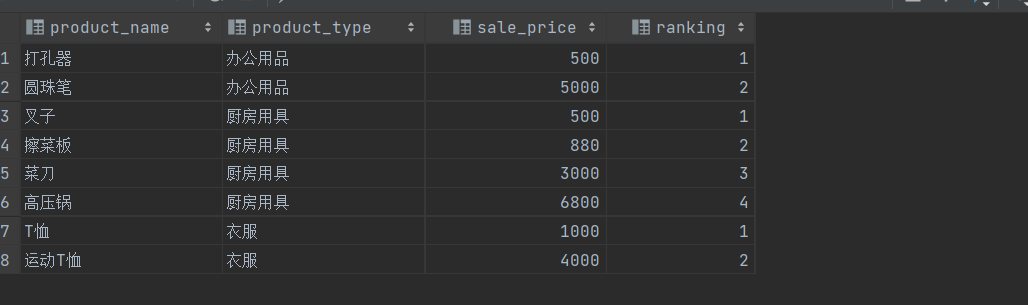 product_name product_type sale_price ranking
1 打孔器 办公用品 500 1
2 圆珠笔 办公用品 5000 2
3 叉子 厨房用具 500 1
4 擦菜板 厨房用具 880 2
5 菜刀 厨房用具 3000 3
6 高压锅 厨房用具 6800 4
7 T恤 衣服 1000 1
8 运动T恤 衣服 4000 2